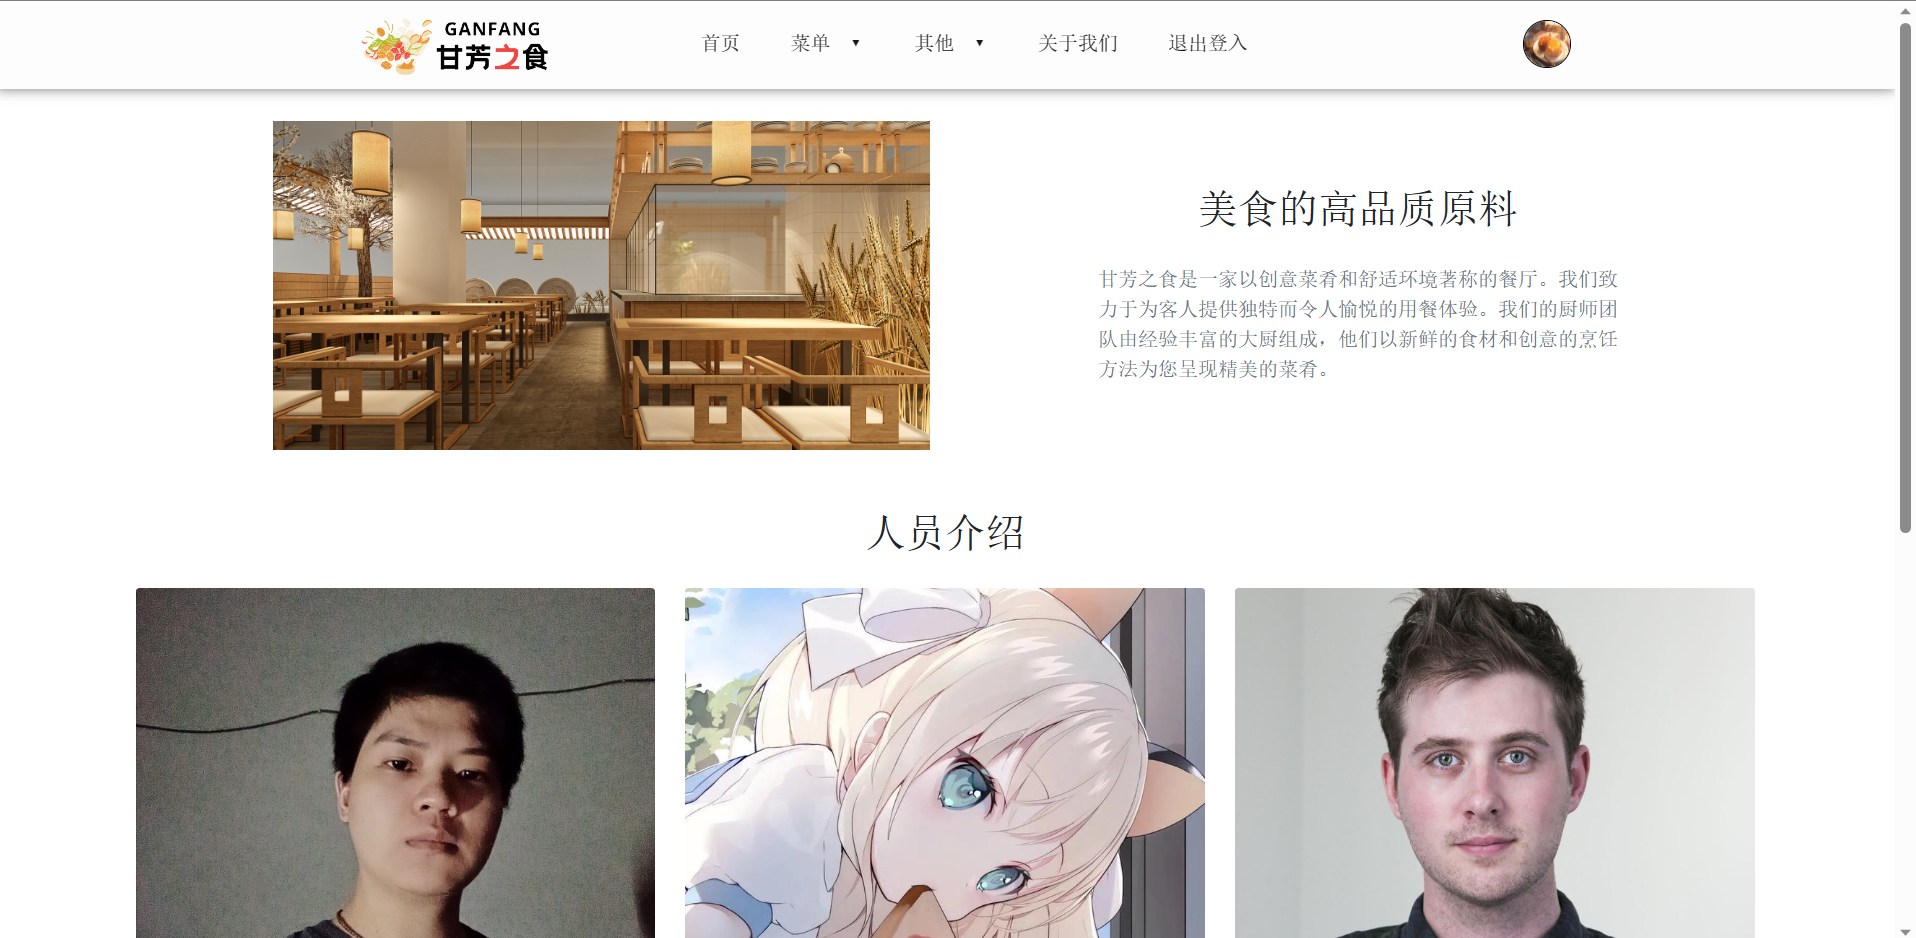 GANFANG
甘芳之食
首页 菜单 ▼ 其他 ▼ 关于我们 退出登入
美食的高品质原料
甘芳之食是一家以创意菜肴和舒适环境著称的餐厅。我们致
力于为客人提供独特而令人愉悦的用餐体验。我们的厨师团
队由经验丰富的大厨组成，他们以新鲜的食材和创意的烹饪
方法为您呈现精美的菜肴。
人员介绍